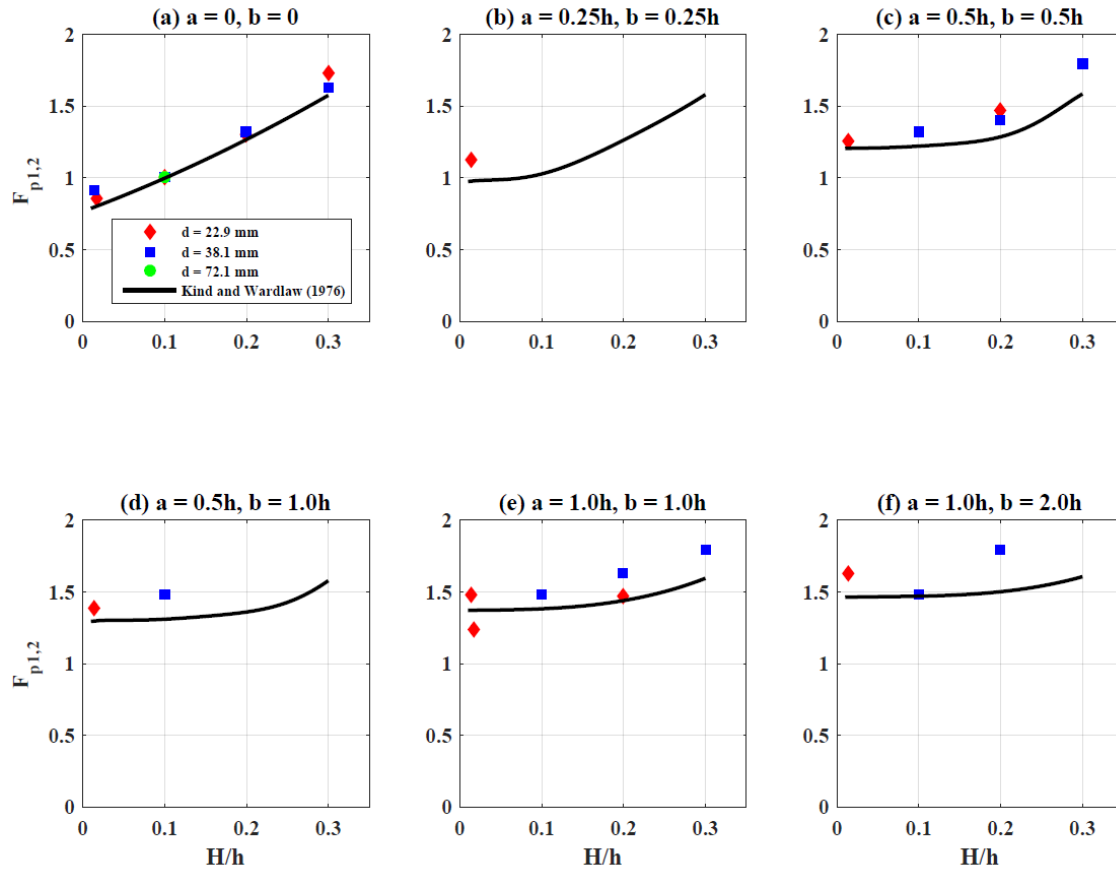 (a) a = 0, b = 0
(b) a = 0.25h, b = 0.25h
(c) a = 0.5h, b = 0.5h
2
1.5
1
0.5
0
F_p1,2
d = 22.9 mm
d = 38.1 mm
d = 72.1 mm
Kind and Wardlaw (1976)
0 0.1 0.2 0.3
2
1.5
1
0.5
0
0 0.1 0.2 0.3
2
1.5
1
0.5
0
0 0.1 0.2 0.3
(d) a = 0.5h, b = 1.0h
(e) a = 1.0h, b = 1.0h
(f) a = 1.0h, b = 2.0h
2
1.5
1
0.5
0
F_p1,2
0 0.1 0.2 0.3
H/h
2
1.5
1
0.5
0
0 0.1 0.2 0.3
H/h
2
1.5
1
0.5
0
0 0.1 0.2 0.3
H/h